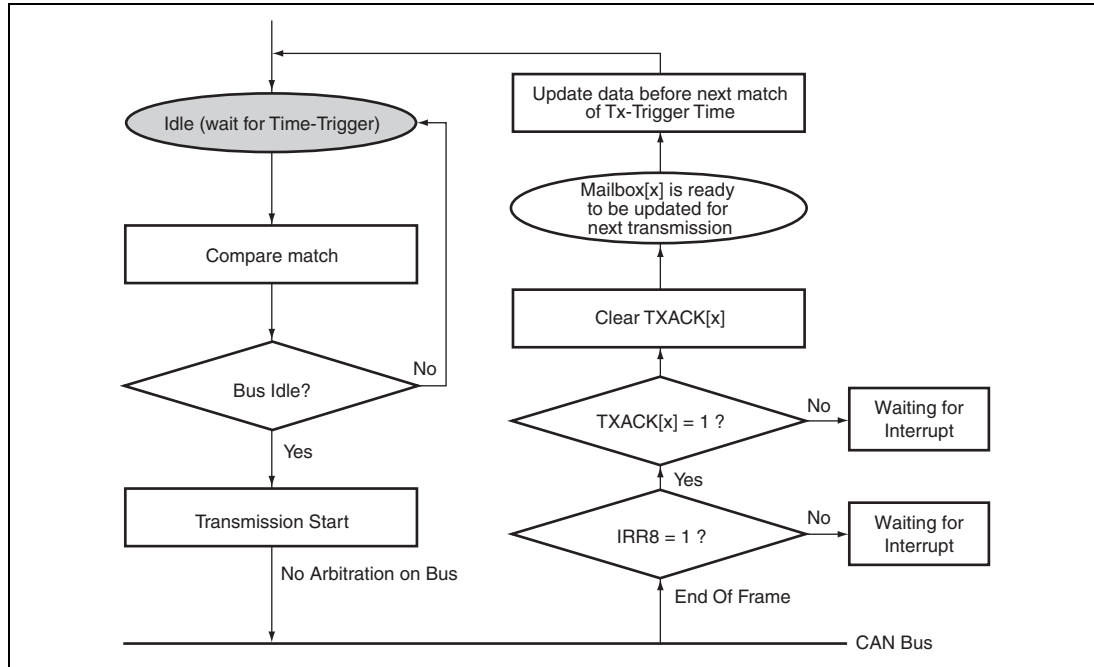 Idle (wait for Time-Trigger)
Compare match
Bus Idle?
No
Yes
Transmission Start
No Arbitration on Bus
Update data before next match
of Tx-Trigger Time
Mailbox[x] is ready
to be updated for
next transmission
Clear TXACK[x]
TXACK[x] = 1 ?
No
Waiting for
Interrupt
Yes
IRR8 = 1 ?
No
Waiting for
Interrupt
End Of Frame
CAN Bus